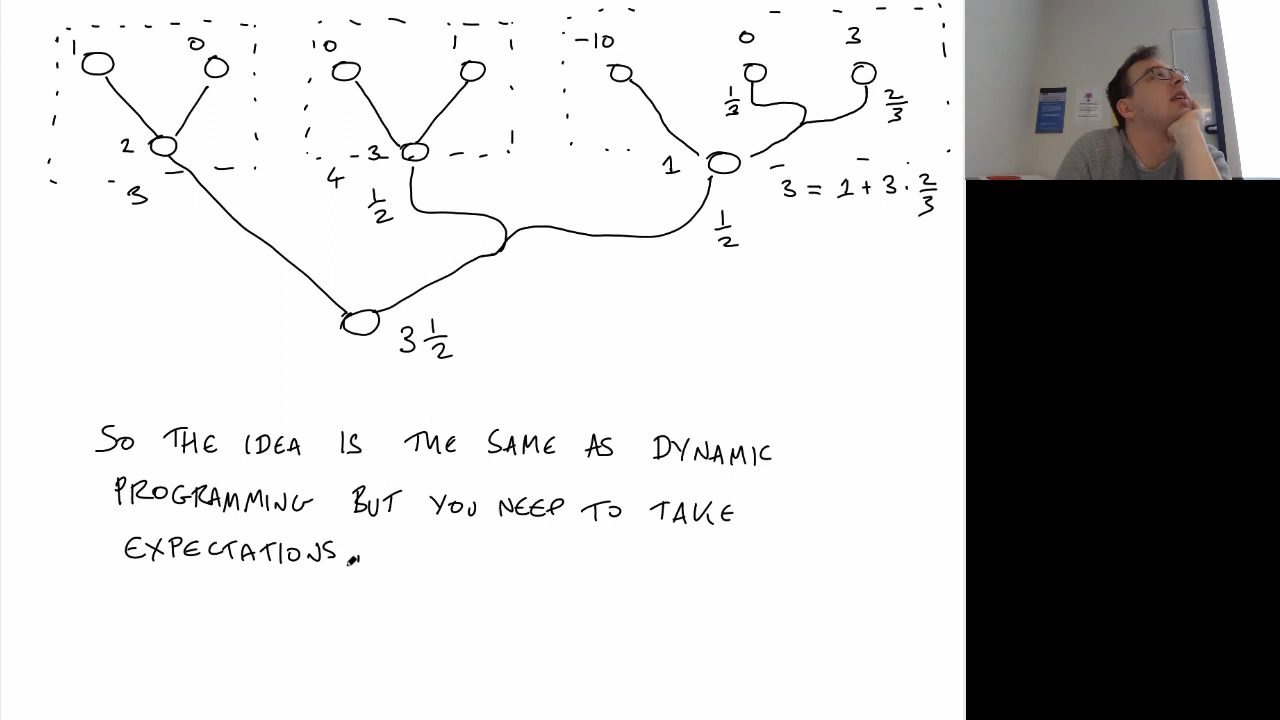 1 0 0 1 -10 0 3
1/3 2/3
2 3 1
3 4 3 = 1 + 3 · 2/3
1/2 1/2
3 1/2
SO THE IDEA IS THE SAME AS DYNAMIC
PROGRAMMING BUT YOU NEED TO TAKE
EXPECTATIONS.